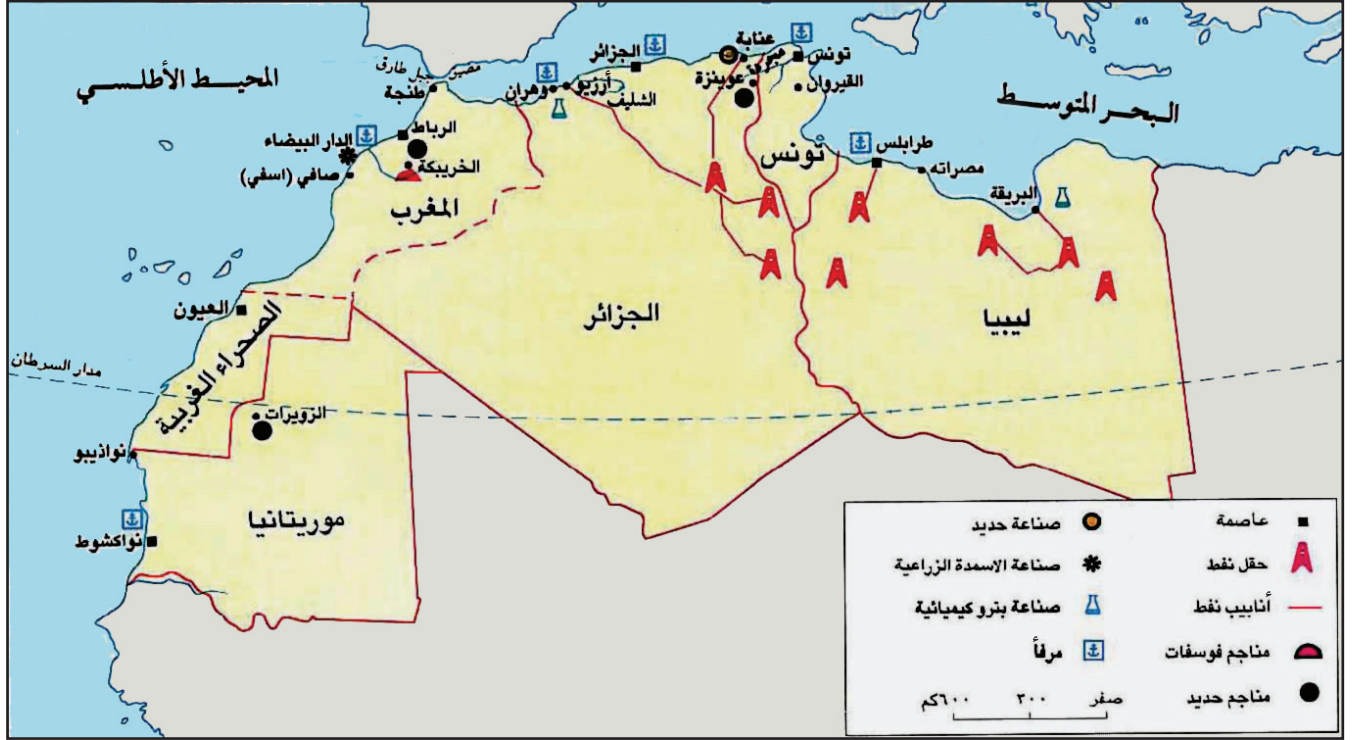 المحيـط الأطلـسـي
البحر المتوسط
مضيق جبل طارق
طنجة
الرباط
الدار البيضاء
الخريبكة
صافي (اسفي)
المغرب
وهران
أرزيو
الشليف
الجزائر
عنابة
عوينزة
تونس
القيروان
تونس
طرابلس
مصراته
البريقة
الجزائر
ليبيا
العيون
الصحراء الغربية
مدار السرطان
الزويرات
نواذيبو
نواكشوط
موريتانيا
عاصمة
حقل نفط
أنابيب نفط
مناجم فوسفات
مناجم حديد
صناعة حديد
صناعة الاسمدة الزراعية
صناعة بتروكيميائية
مرفأ
صفر ٣٠٠ ٦٠٠كم